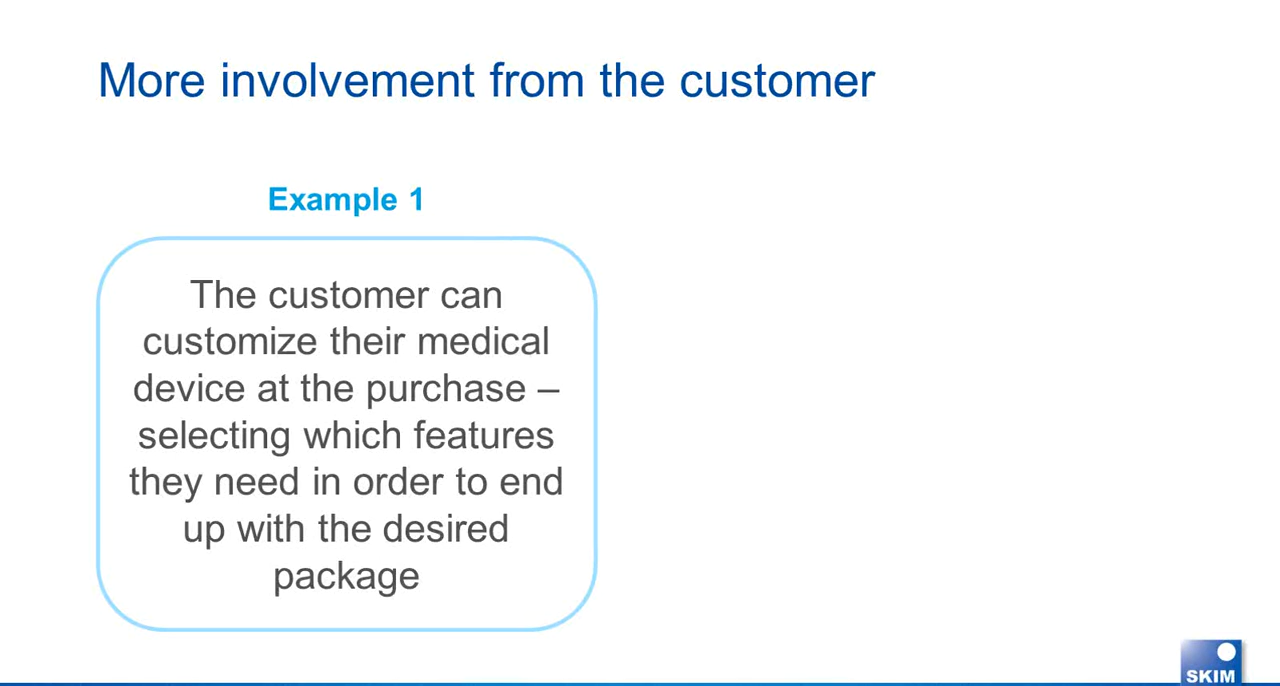 More involvement from the customer
Example 1
The customer can
customize their medical
device at the purchase –
selecting which features
they need in order to end
up with the desired
package
SKIM